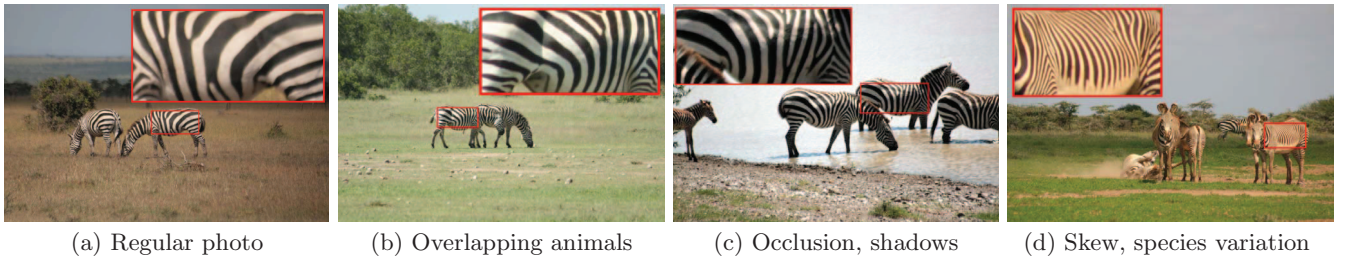 (a) Regular photo
(b) Overlapping animals
(c) Occlusion, shadows
(d) Skew, species variation